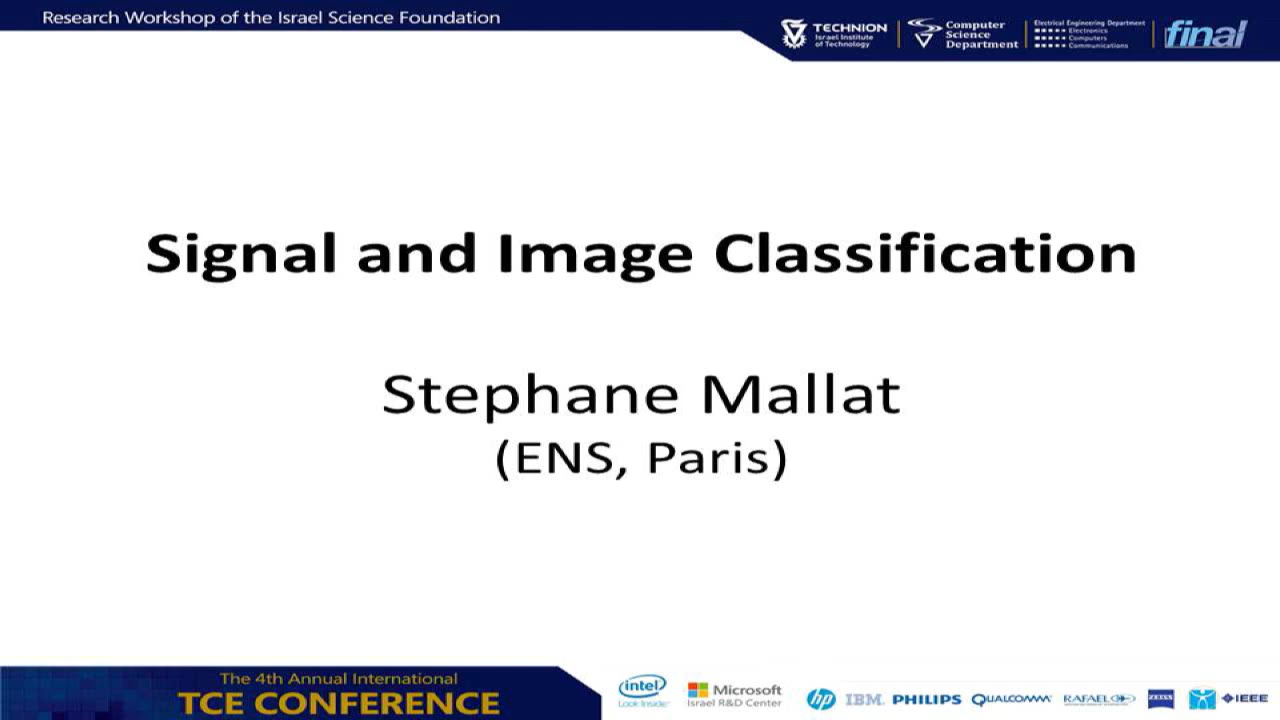 Research Workshop of the Israel Science Foundation
TECHNION
Israel Institute
of Technology
Computer
Science
Department
Electrical Engineering Department
Electronics
Computers
Communications
final
Signal and Image Classification
Stephane Mallat
(ENS, Paris)
The 4th Annual International
TCE CONFERENCE
intel
Look Inside
Microsoft
Israel R&D Center
hp
IBM
PHILIPS
QUALCOMM
RAFAEL
ZEISS
IEEE